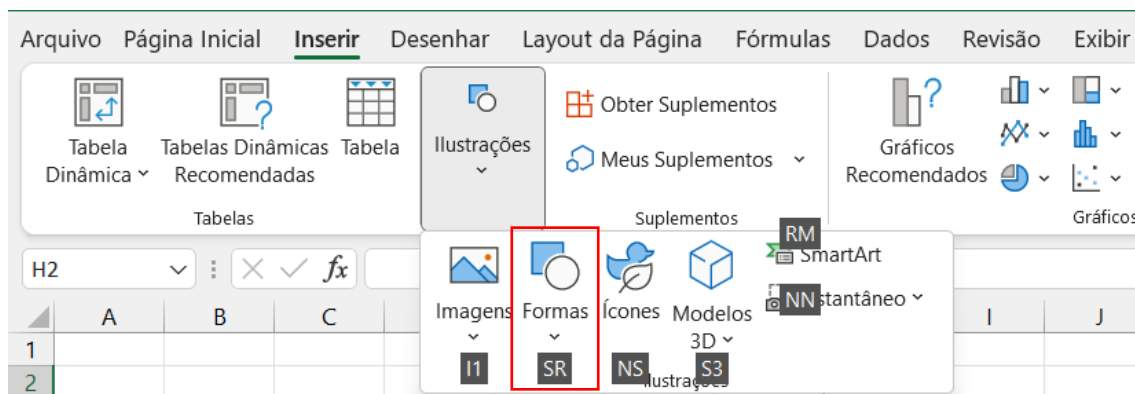 Arquivo Página Inicial Inserir Desenhar Layout da Página Fórmulas Dados Revisão Exibir
Tabela Dinâmica
Tabelas Dinâmicas Recomendadas
Tabela
Tabelas
Ilustrações
Obter Suplementos
Meus Suplementos
Suplementos
Gráficos Recomendados
Gráficos
H2
fx
Imagens
I1
Formas
SR
Ícones
NS
Modelos 3D
S3
RM
SmartArt
NN
stantâneo
Ilustrações
A B C I J
1
2